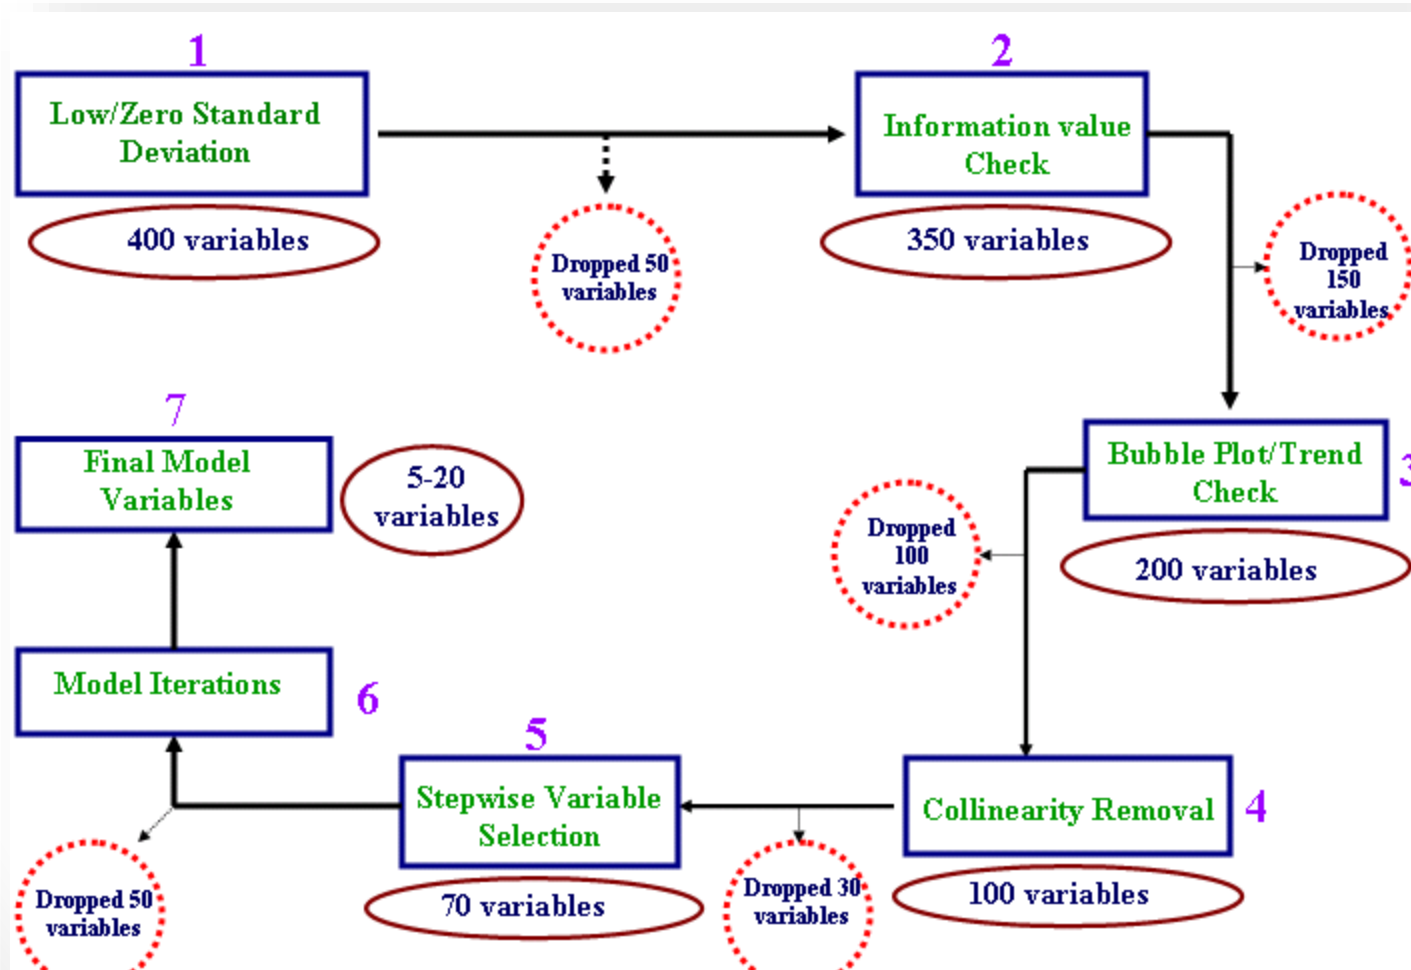 1
Low/Zero Standard
Deviation
400 variables
Dropped 50
variables
2
Information value
Check
350 variables
Dropped
150
variables
3
Bubble Plot/Trend
Check
200 variables
Dropped
100
variables
4
Collinearity Removal
100 variables
Dropped 30
variables
5
Stepwise Variable
Selection
70 variables
Dropped 50
variables
6
Model Iterations
7
Final Model
Variables
5-20
variables